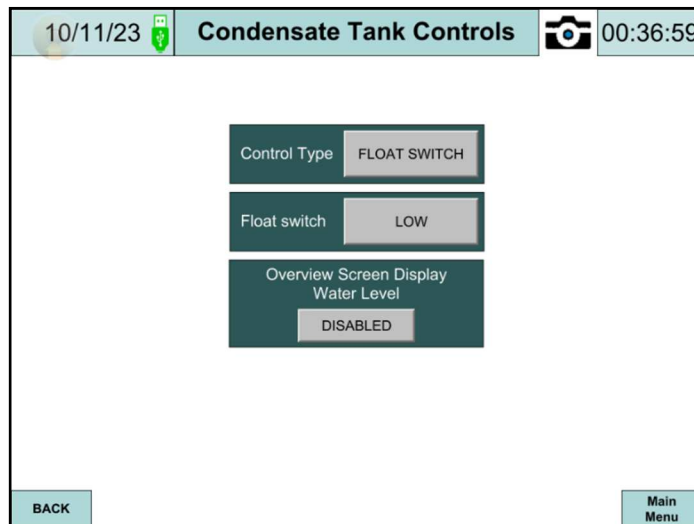 10/11/23
Condensate Tank Controls
00:36:59
Control Type
FLOAT SWITCH
Float switch
LOW
Overview Screen Display
Water Level
DISABLED
BACK
Main
Menu